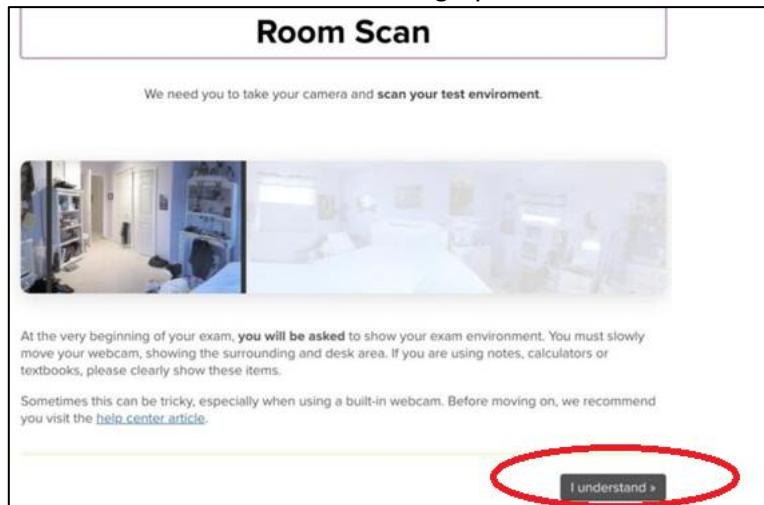 Room Scan
We need you to take your camera and scan your test enviroment.
At the very beginning of your exam, you will be asked to show your exam environment. You must slowly
move your webcam, showing the surrounding and desk area. If you are using notes, calculators or
textbooks, please clearly show these items.
Sometimes this can be tricky, especially when using a built-in webcam. Before moving on, we recommend
you visit the help center article.
I understand »